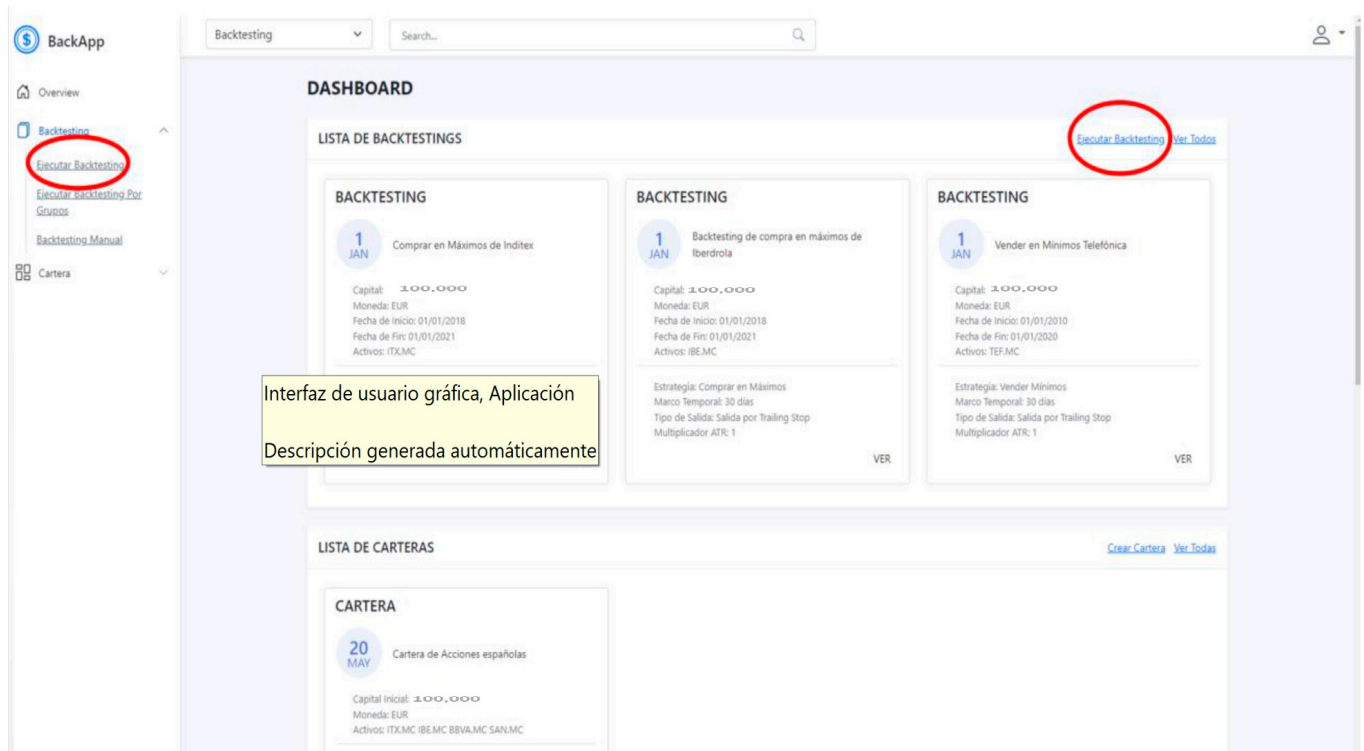 BackApp
Backtesting
Search...
Overview
Backtesting
Ejecutar Backtesting
Ejecutar Backtesting Por
Grupos
Backtesting Manual
Cartera
DASHBOARD
LISTA DE BACKTESTINGS
Ejecutar Backtesting Ver Todos
BACKTESTING
1
JAN
Comprar en Máximos de Inditex
Capital: 100,000
Moneda: EUR
Fecha de Inicio: 01/01/2018
Fecha de Fin: 01/01/2021
Activos: ITX.MC
BACKTESTING
1
JAN
Backtesting de compra en máximos de
Iberdrola
Capital: 100,000
Moneda: EUR
Fecha de Inicio: 01/01/2018
Fecha de Fin: 01/01/2021
Activos: IBE.MC
Estrategia: Comprar en Máximos
Marco Temporal: 30 días
Tipo de Salida: Salida por Trailing Stop
Multiplicador ATR: 1
VER
BACKTESTING
1
JAN
Vender en Mínimos Telefónica
Capital: 100,000
Moneda: EUR
Fecha de Inicio: 01/01/2010
Fecha de Fin: 01/01/2020
Activos: TEF.MC
Estrategia: Vender Mínimos
Marco Temporal: 30 días
Tipo de Salida: Salida por Trailing Stop
Multiplicador ATR: 1
VER
Interfaz de usuario gráfica, Aplicación
Descripción generada automáticamente
LISTA DE CARTERAS
Crear Cartera Ver Todas
CARTERA
20
MAY
Cartera de Acciones españolas
Capital Inicial: 100,000
Moneda: EUR
Activos: ITX.MC IBE.MC BBVA.MC SAN.MC